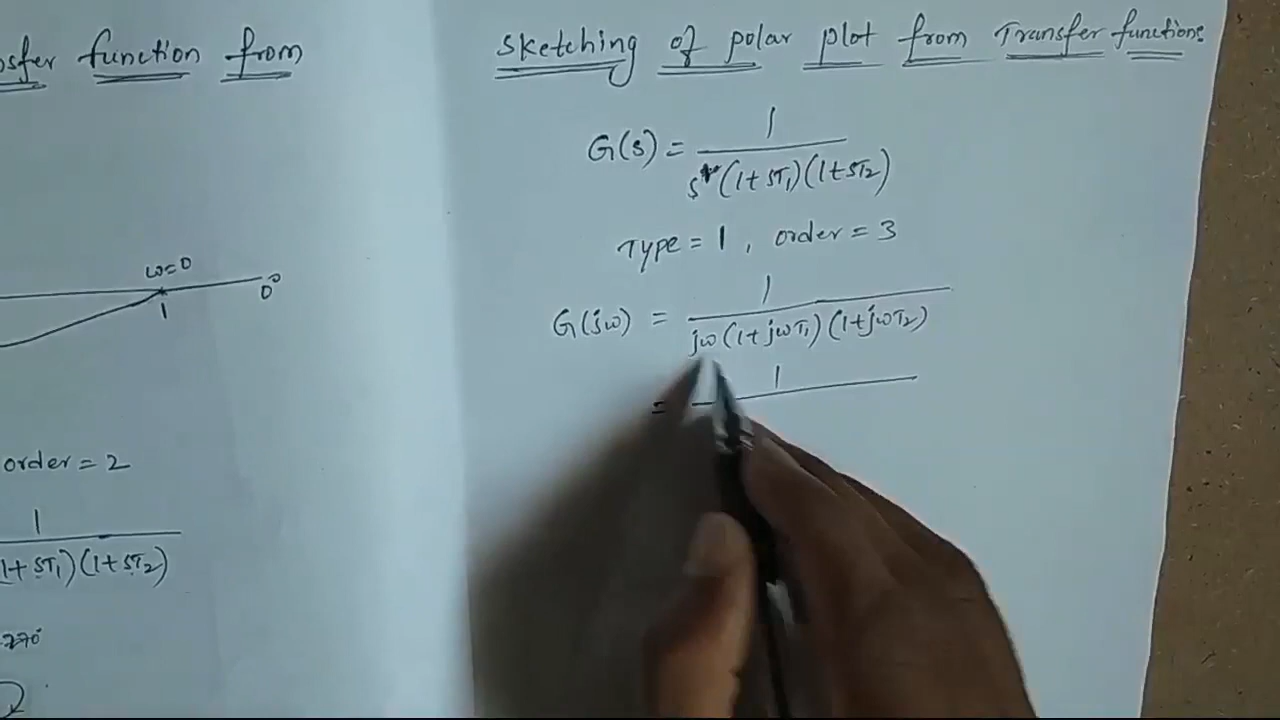 sfer function from
ω=0
1
0°
order = 2
1
1+ST₁)(1+ST₂)
-270°
Sketching of polar plot from Transfer functions
G(s) = 1
s(1+ST₁)(1+ST₂)
Type = 1, order = 3
G(jω) = 1
jω(1+jωT₁)(1+jωT₂)
= 1